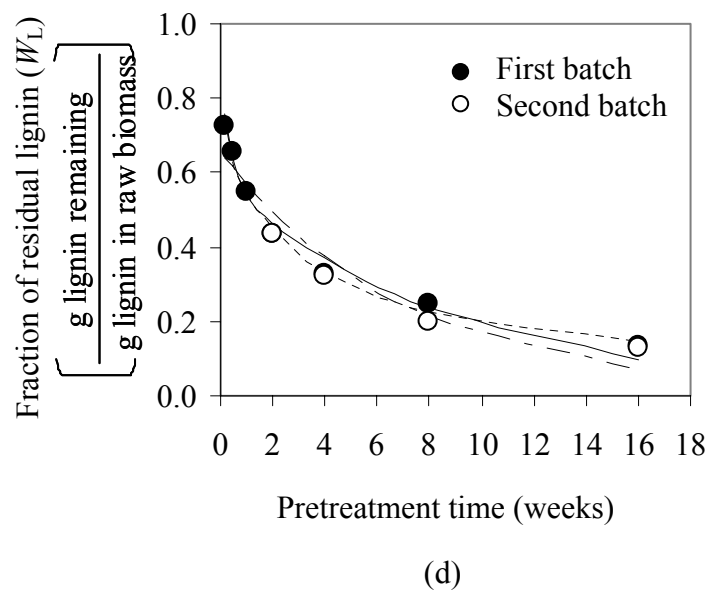 Fraction of residual lignin (W_L)
g lignin remaining
g lignin in raw biomass
1.0
0.8
0.6
0.4
0.2
0.0
First batch
Second batch
0 2 4 6 8 10 12 14 16 18
Pretreatment time (weeks)
(d)